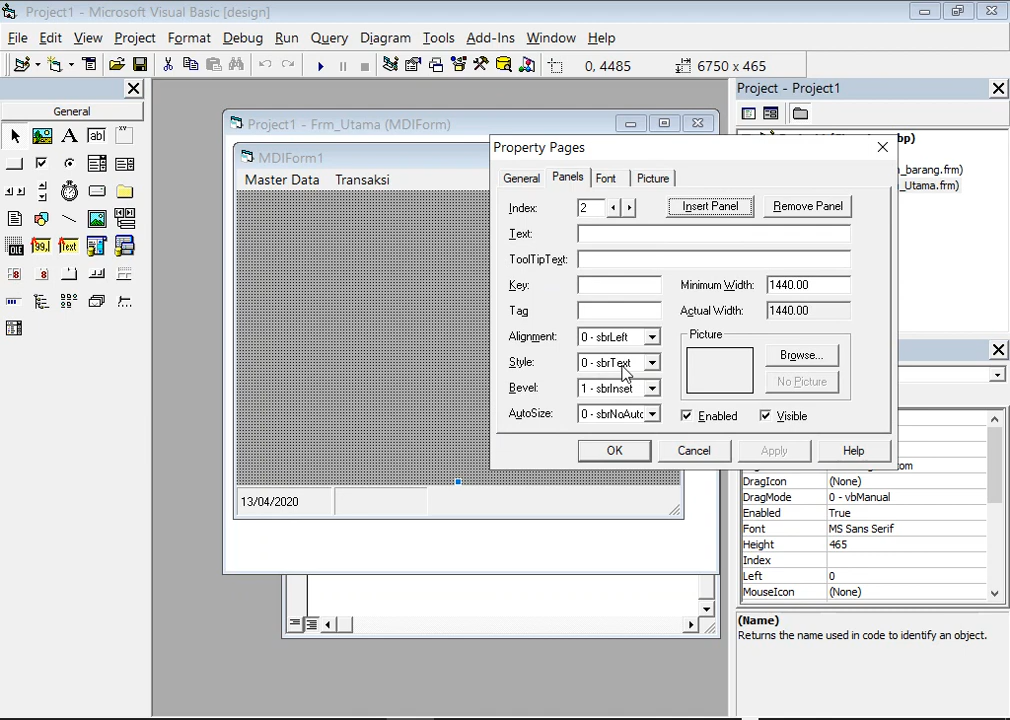 Project1 - Microsoft Visual Basic [design]
File Edit View Project Format Debug Run Query Diagram Tools Add-Ins Window Help
0, 4485 6750 x 465
General
Project - Project1
Project1 - Frm_Utama (MDIForm)
MDIForm1
Master Data Transaksi
13/04/2020
Property Pages
General Panels Font Picture
Index: 2 Insert Panel Remove Panel
Text:
ToolTipText:
Key: Minimum Width: 1440.00
Tag Actual Width: 1440.00
Alignment: 0 - sbrLeft Picture
Style: 0 - sbrText Browse...
Bevel: 1 - sbrInset No Picture
AutoSize: 0 - sbrNoAuto Enabled Visible
OK Cancel Apply Help
_barang.frm)
_Utama.frm)
DragIcon (None)
DragMode 0 - vbManual
Enabled True
Font MS Sans Serif
Height 465
Index
Left 0
MouseIcon (None)
(Name)
Returns the name used in code to identify an object.